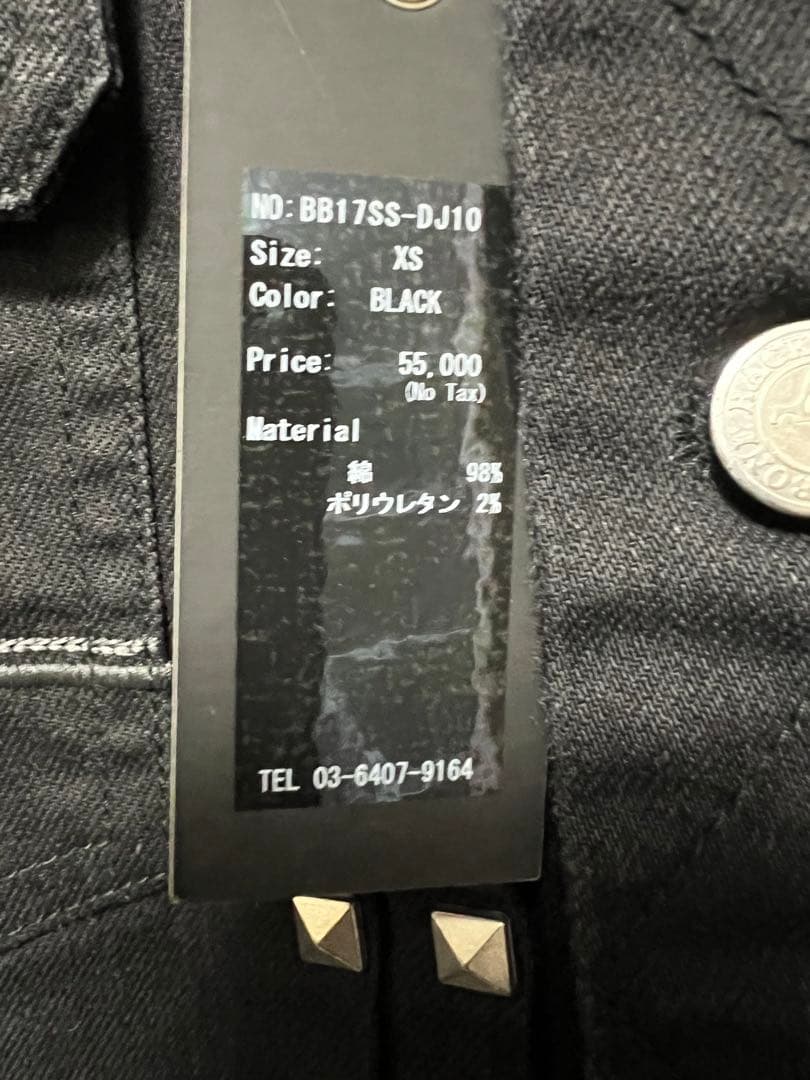 NO:BB17SS-DJ10
Size: XS
Color: BLACK
Price: 55,000
(No Tax)
Material
綿 98%
ポリウレタン 2%
TEL 03-6407-9164